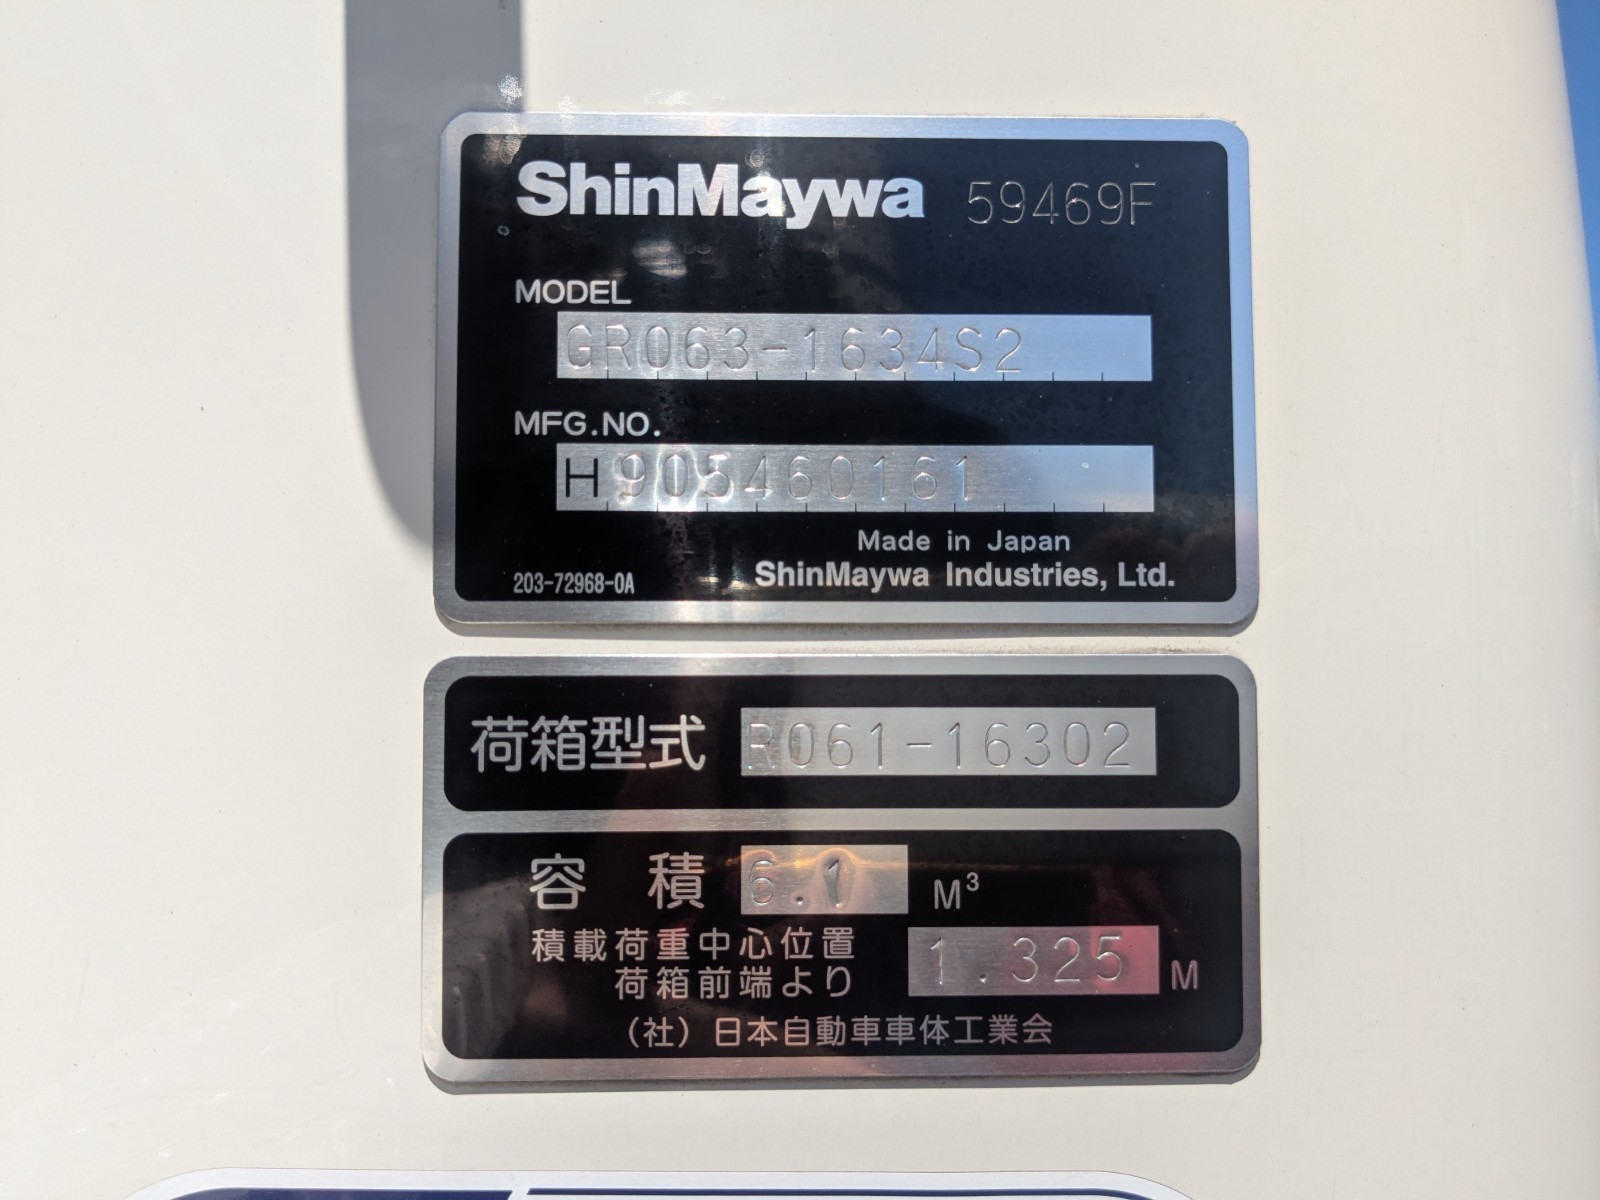 ShinMaywa 59469F
MODEL
GR063-1634S2
MFG.NO.
H905460161
Made in Japan
203-72968-0A ShinMaywa Industries, Ltd.
荷箱型式 R061-16302
容積 6.1 M³
積載荷重中心位置
荷箱前端より 1.325 M
（社）日本自動車車体工業会